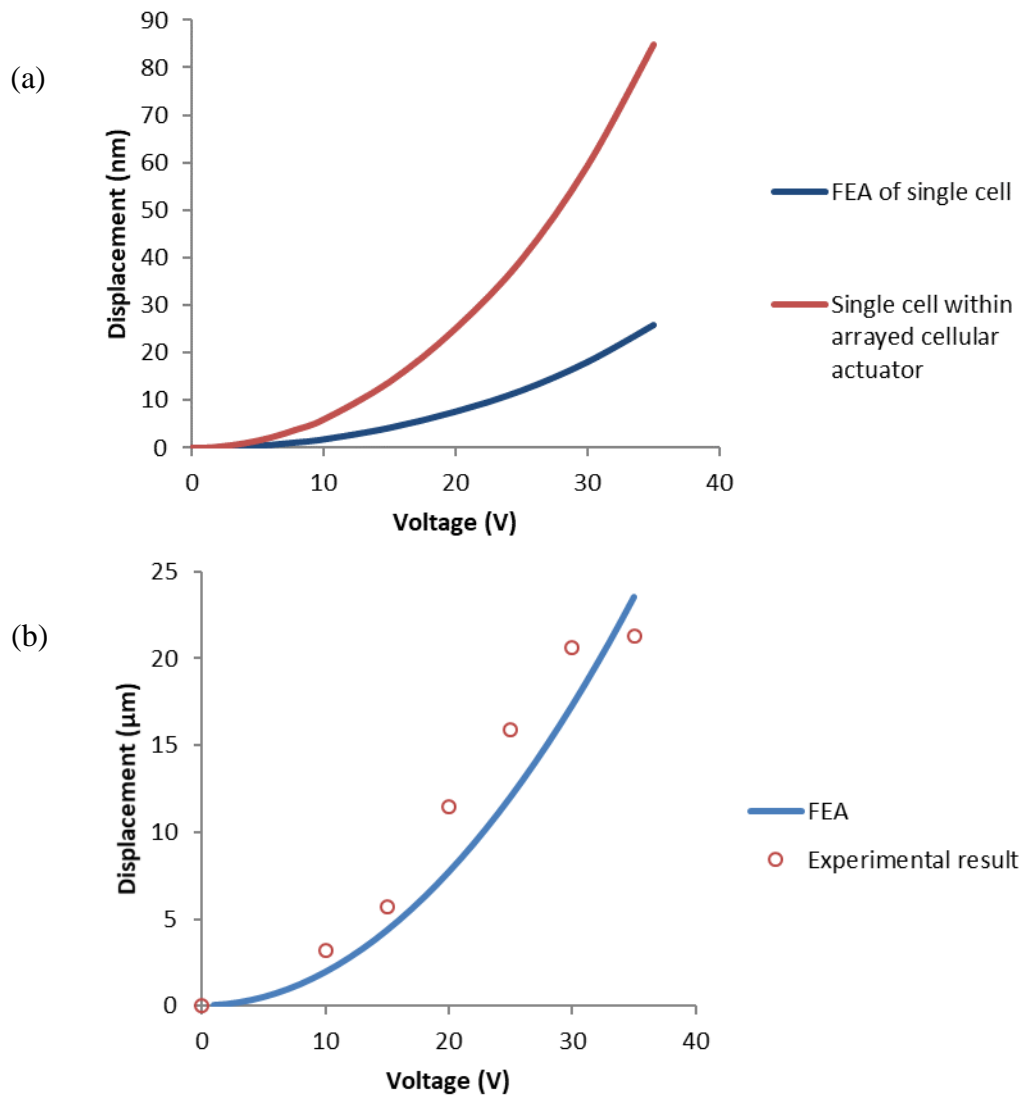 (a)
90
80
70
60
50
40
30
20
10
0
Displacement (nm)
0 10 20 30 40
Voltage (V)
FEA of single cell
Single cell within
arrayed cellular
actuator
(b)
25
20
15
10
5
0
Displacement (µm)
0 10 20 30 40
Voltage (V)
FEA
Experimental result